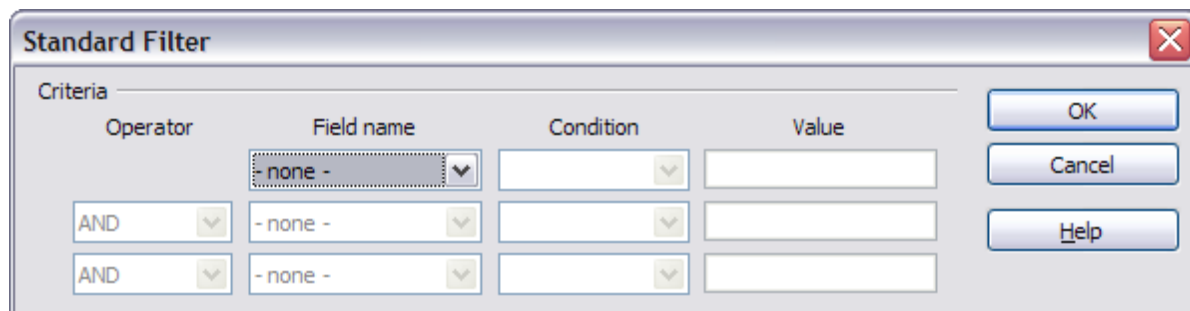 Standard Filter
Criteria
Operator Field name Condition Value
OK
- none -
Cancel
AND - none -
Help
AND - none -